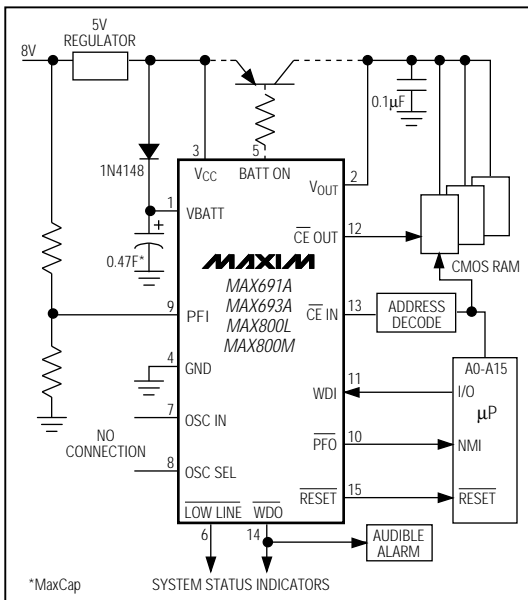 5V
REGULATOR
8V
0.1µF
3
5
1N4148
VCC
BATT ON
2
VOUT
1
VBATT
12
CE OUT
0.47F*
CMOS RAM
MAXIM
MAX691A
MAX693A
MAX800L
MAX800M
9
PFI
13
CE IN
ADDRESS
DECODE
4
GND
A0-A15
11
WDI
I/O
µP
7
OSC IN
NO
CONNECTION
10
PFO
NMI
8
OSC SEL
15
RESET
RESET
LOW LINE
WDO
6
14
AUDIBLE
ALARM
*MaxCap
SYSTEM STATUS INDICATORS